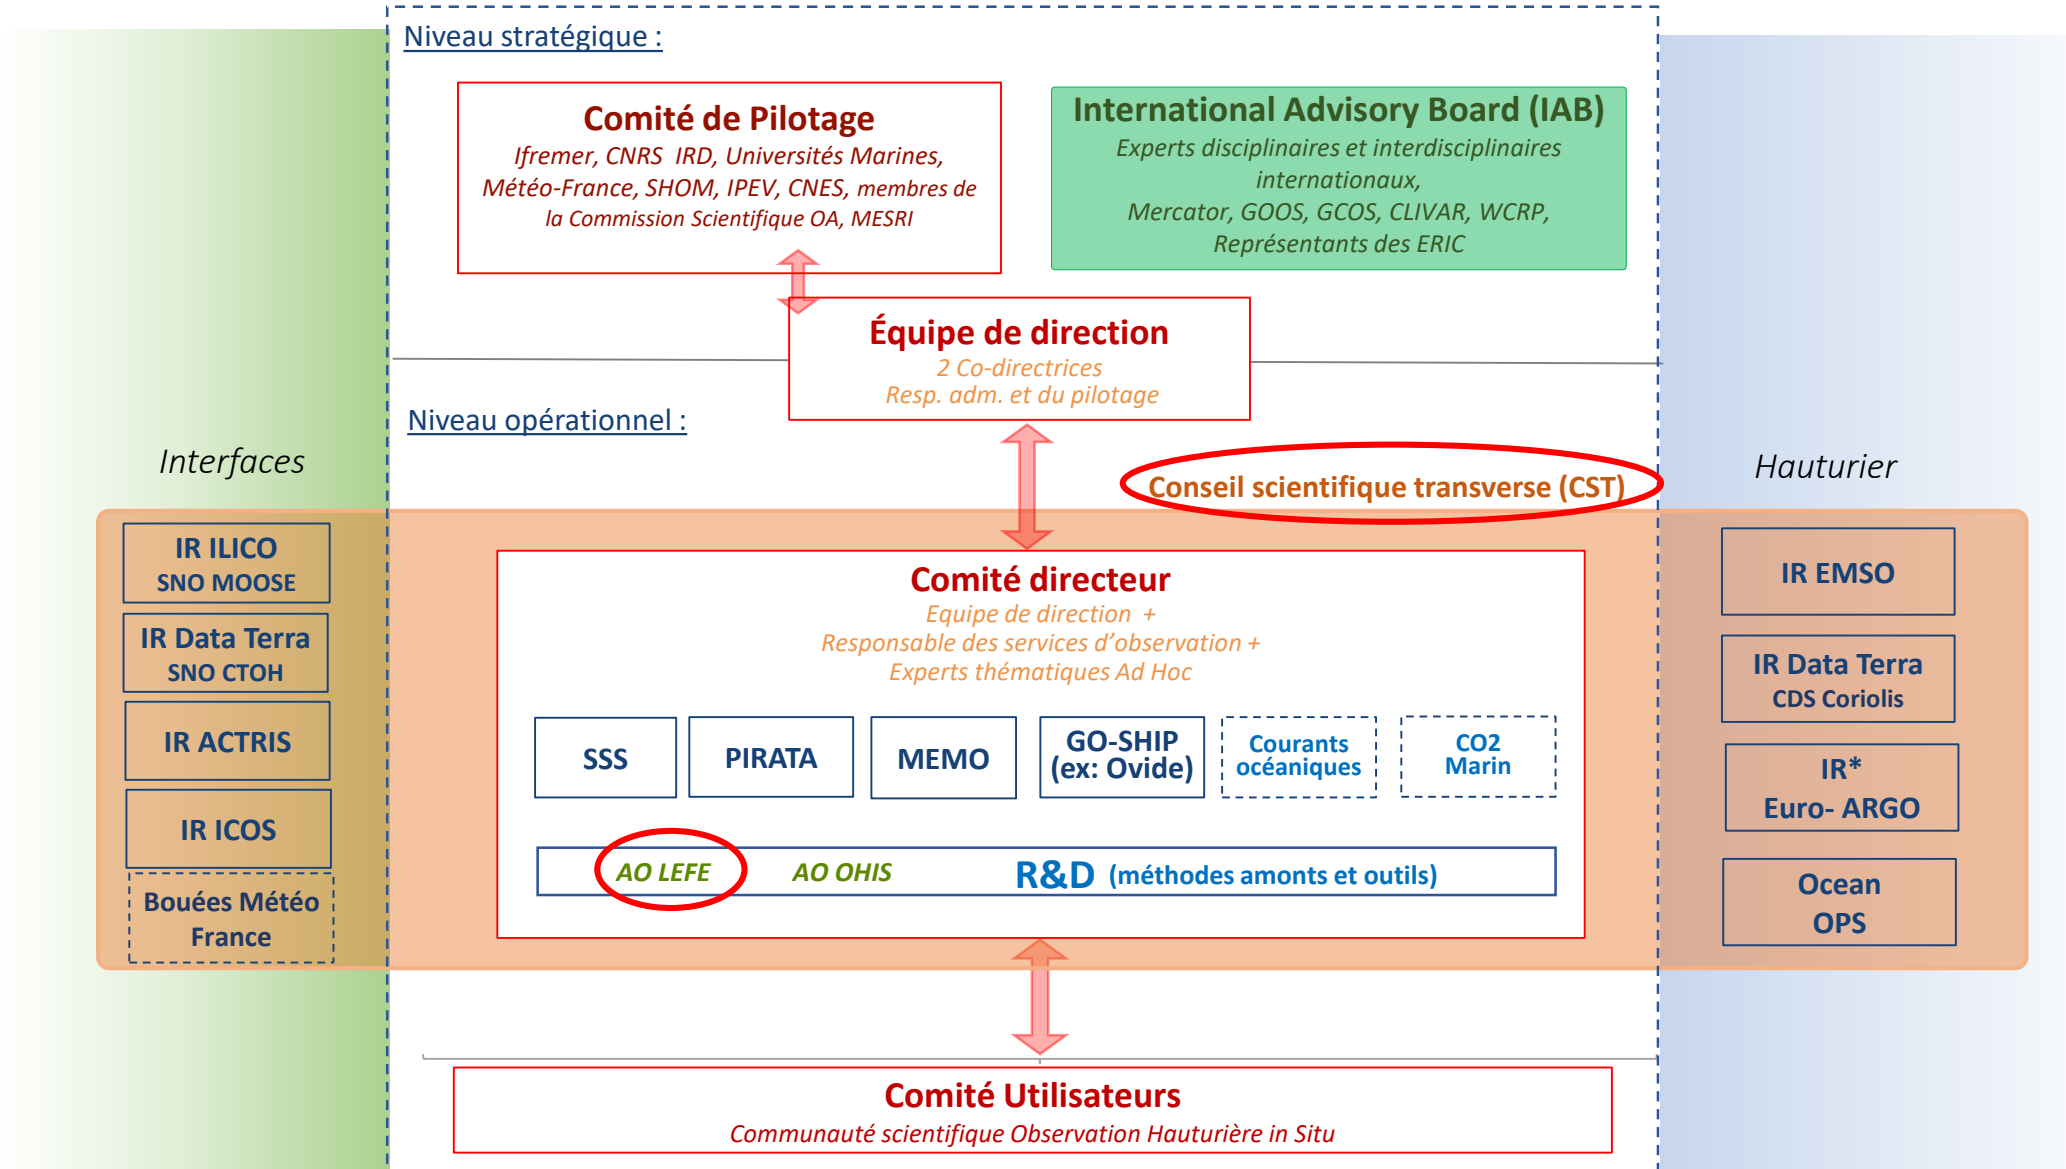 Niveau stratégique :
Comité de Pilotage
Ifremer, CNRS IRD, Universités Marines,
Météo-France, SHOM, IPEV, CNES, membres de
la Commission Scientifique OA, MESRI
International Advisory Board (IAB)
Experts disciplinaires et interdisciplinaires
internationaux,
Mercator, GOOS, GCOS, CLIVAR, WCRP,
Représentants des ERIC
Équipe de direction
2 Co-directrices
Resp. adm. et du pilotage
Niveau opérationnel :
Interfaces
Hauturier
Conseil scientifique transverse (CST)
IR ILICO
SNO MOOSE
IR Data Terra
SNO CTOH
IR ACTRIS
IR ICOS
Bouées Météo
France
Comité directeur
Equipe de direction +
Responsable des services d'observation +
Experts thématiques Ad Hoc
SSS
PIRATA
MEMO
GO-SHIP
(ex: Ovide)
Courants
océaniques
CO2
Marin
AO LEFE
AO OHIS
R&D (méthodes amonts et outils)
IR EMSO
IR Data Terra
CDS Coriolis
IR*
Euro- ARGO
Ocean
OPS
Comité Utilisateurs
Communauté scientifique Observation Hauturière in Situ